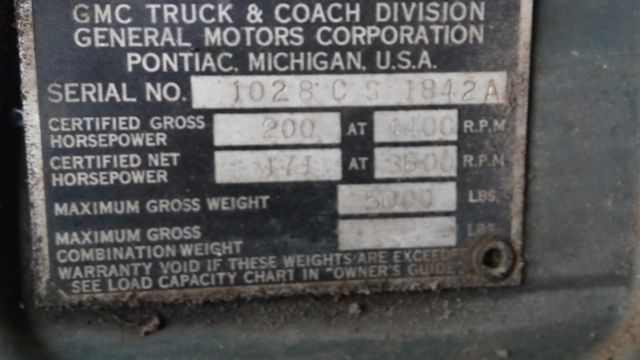 GMC TRUCK & COACH DIVISION
GENERAL MOTORS CORPORATION
PONTIAC, MICHIGAN, U.S.A.
SERIAL NO. 1028 C S 1842A
CERTIFIED GROSS HORSEPOWER 200 AT 4400 R.P.M.
CERTIFIED NET HORSEPOWER 171 AT 3600 R.P.M.
MAXIMUM GROSS WEIGHT 5000 LBS.
MAXIMUM GROSS COMBINATION WEIGHT LBS.
WARRANTY VOID IF THESE WEIGHTS ARE EXCEEDED
SEE LOAD CAPACITY CHART IN "OWNER'S GUIDE"